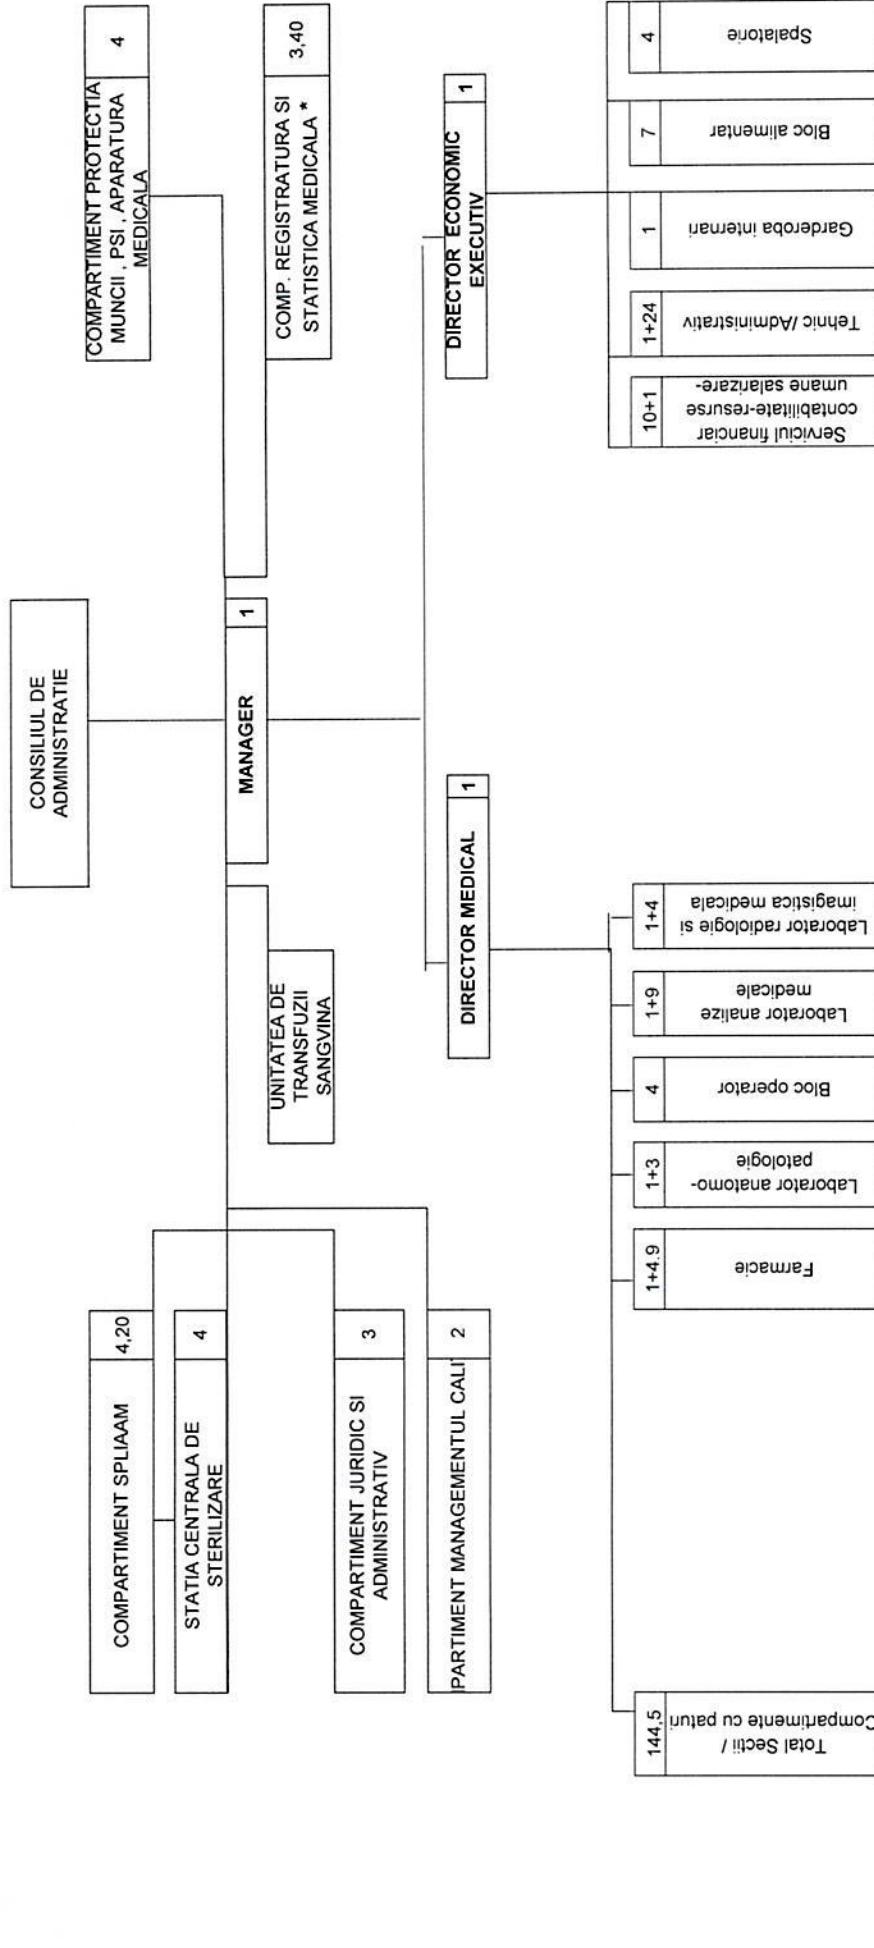 CONSILIUL DE
ADMINISTRATIE
COMPARTIMENT SPLIAAM
4,20
STATIA CENTRALA DE
STERILIZARE
4
MANAGER
1
COMPARTIMENT PROTECTIA
MUNCII , PSI , APARATURA
MEDICALA
4
UNITATEA DE
TRANSFUZII
SANGVINA
COMP. REGISTRATURA SI
STATISTICA MEDICALA *
3,40
COMPARTIMENT JURIDIC SI
ADMINISTRATIV
3
PARTIMENT MANAGEMENTUL CALI
2
DIRECTOR MEDICAL
1
DIRECTOR ECONOMIC
EXECUTIV
1
144,5
Total Sectii /
Compartimente cu paturi
1+4.9
Farmacie
1+3
Laborator anatomo-
patologie
4
Bloc operator
1+9
Laborator analize
medicale
1+4
Laborator radiologie si
imagistica medicala
10+1
Serviciul financiar
contabilitate-resurse
umane salarizare-
1+24
Tehnic /Administrativ
1
Garderoba internari
7
Bloc alimentar
4
Spalatorie